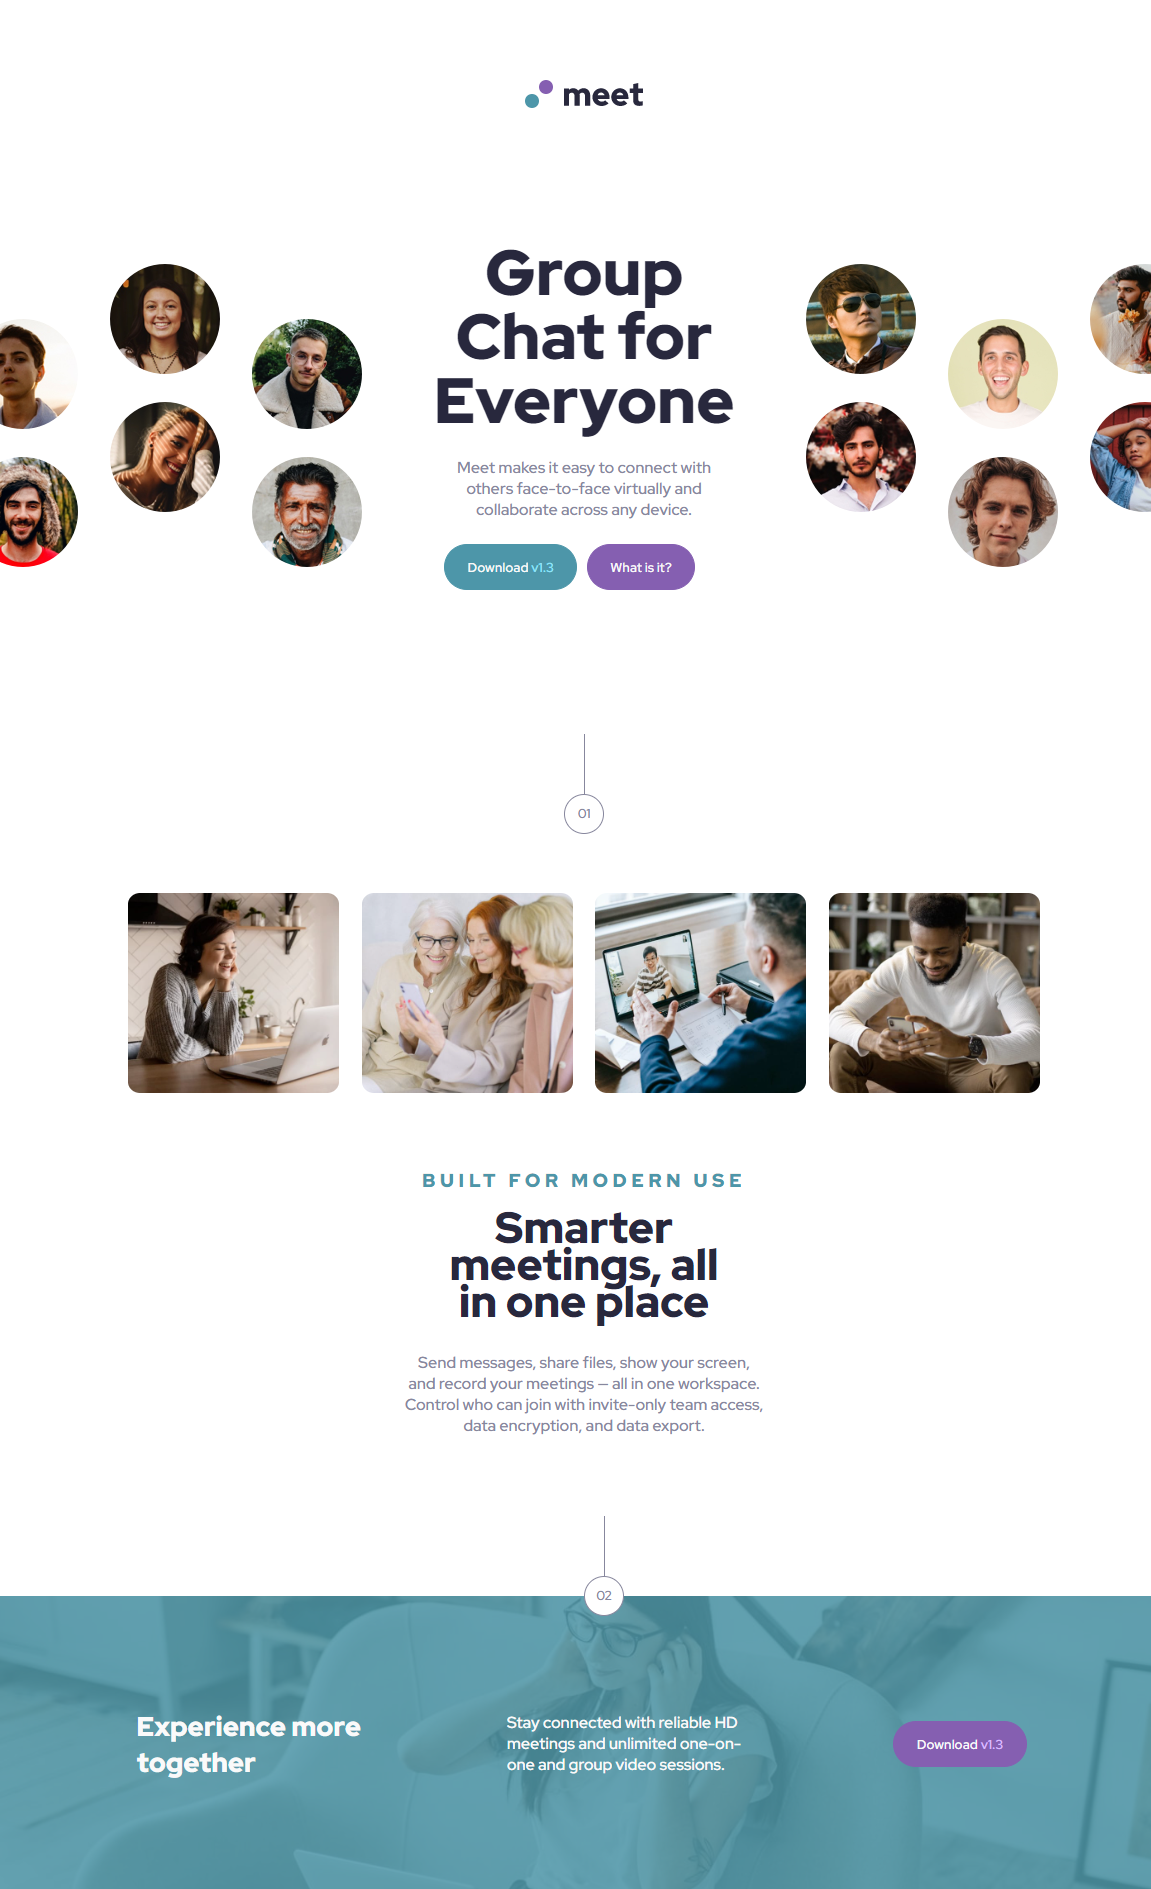 meet
Group
Chat for
Everyone
Meet makes it easy to connect with
others face-to-face virtually and
collaborate across any device.
Download v1.3
What is it?
01
BUILT FOR MODERN USE
Smarter
meetings, all
in one place
Send messages, share files, show your screen,
and record your meetings — all in one workspace.
Control who can join with invite-only team access,
data encryption, and data export.
02
Experience more
together
Stay connected with reliable HD
meetings and unlimited one-on-
one and group video sessions.
Download v1.3